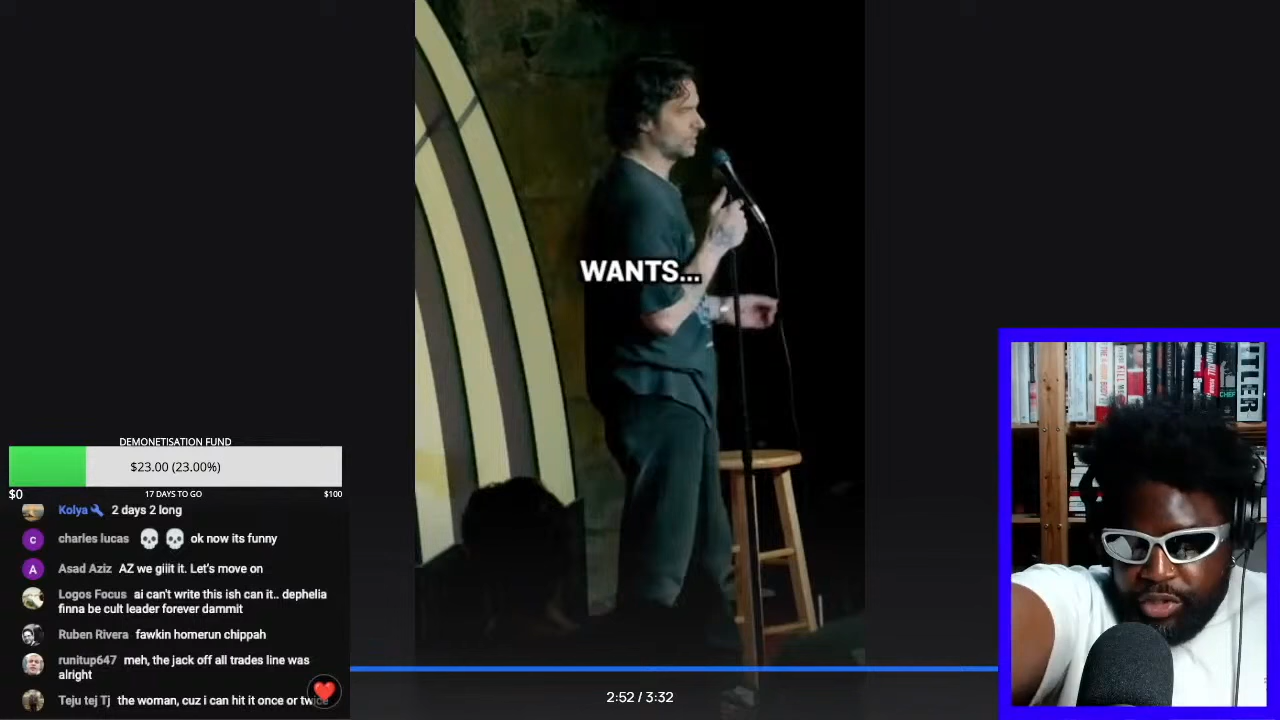 WANTS...
DEMONETISATION FUND
$23.00 (23.00%)
$0
17 DAYS TO GO
$100
Kolya 2 days 2 long
charles lucas 💀 💀 ok now its funny
Asad Aziz AZ we giiit it. Let's move on
Logos Focus ai can't write this ish can it.. dephelia
finna be cult leader forever dammit
Ruben Rivera fawkin homerun chippah
runitup647 meh, the jack off all trades line was
alright
Teju tej Tj the woman, cuz i can hit it once or twice
2:52 / 3:32
KILL
CHEF